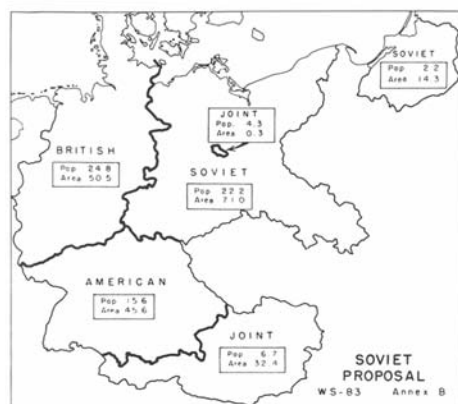 SOVIET
Pop 2.2
Area 14.3
JOINT
Pop. 4.3
Area 0.3
BRITISH
Pop 24.8
Area 50.5
SOVIET
Pop 22.2
Area 71.0
AMERICAN
Pop 15.6
Area 45.6
JOINT
Pop 6.7
Area 32.4
SOVIET
PROPOSAL
WS-83 Annex B